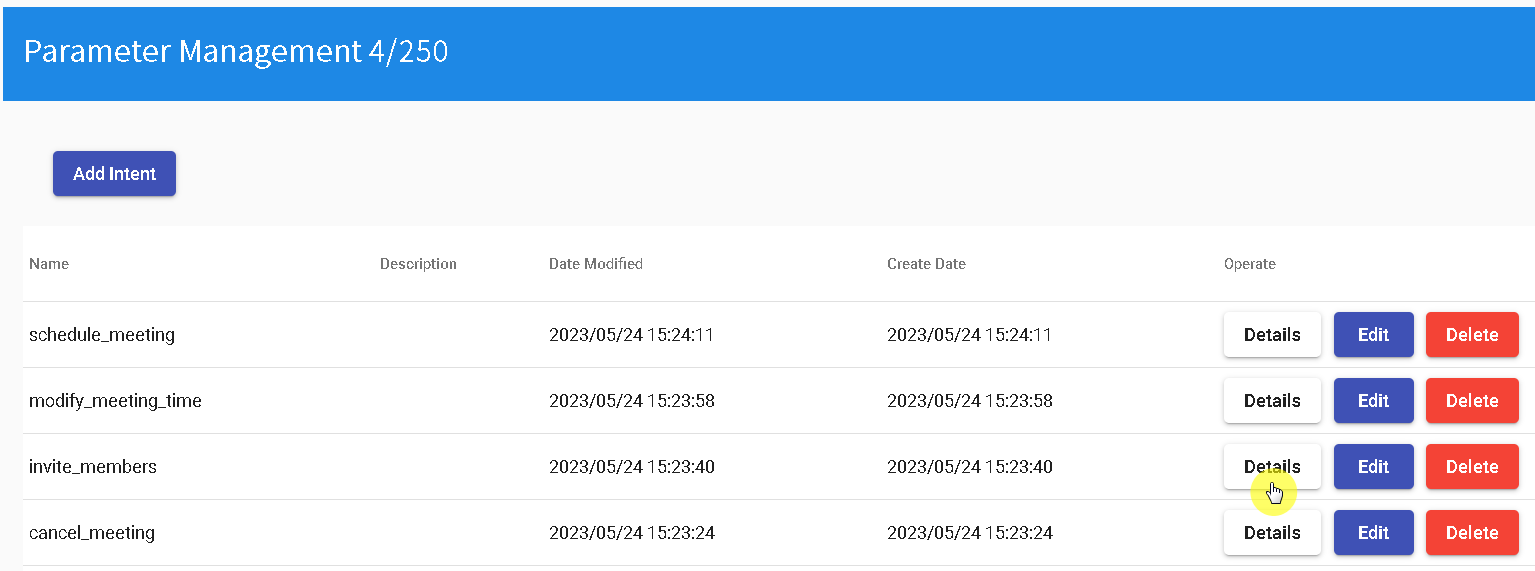 Parameter Management 4/250
Add Intent
Name Description Date Modified Create Date Operate
schedule_meeting 2023/05/24 15:24:11 2023/05/24 15:24:11 Details Edit Delete
modify_meeting_time 2023/05/24 15:23:58 2023/05/24 15:23:58 Details Edit Delete
invite_members 2023/05/24 15:23:40 2023/05/24 15:23:40 Details Edit Delete
cancel_meeting 2023/05/24 15:23:24 2023/05/24 15:23:24 Details Edit Delete